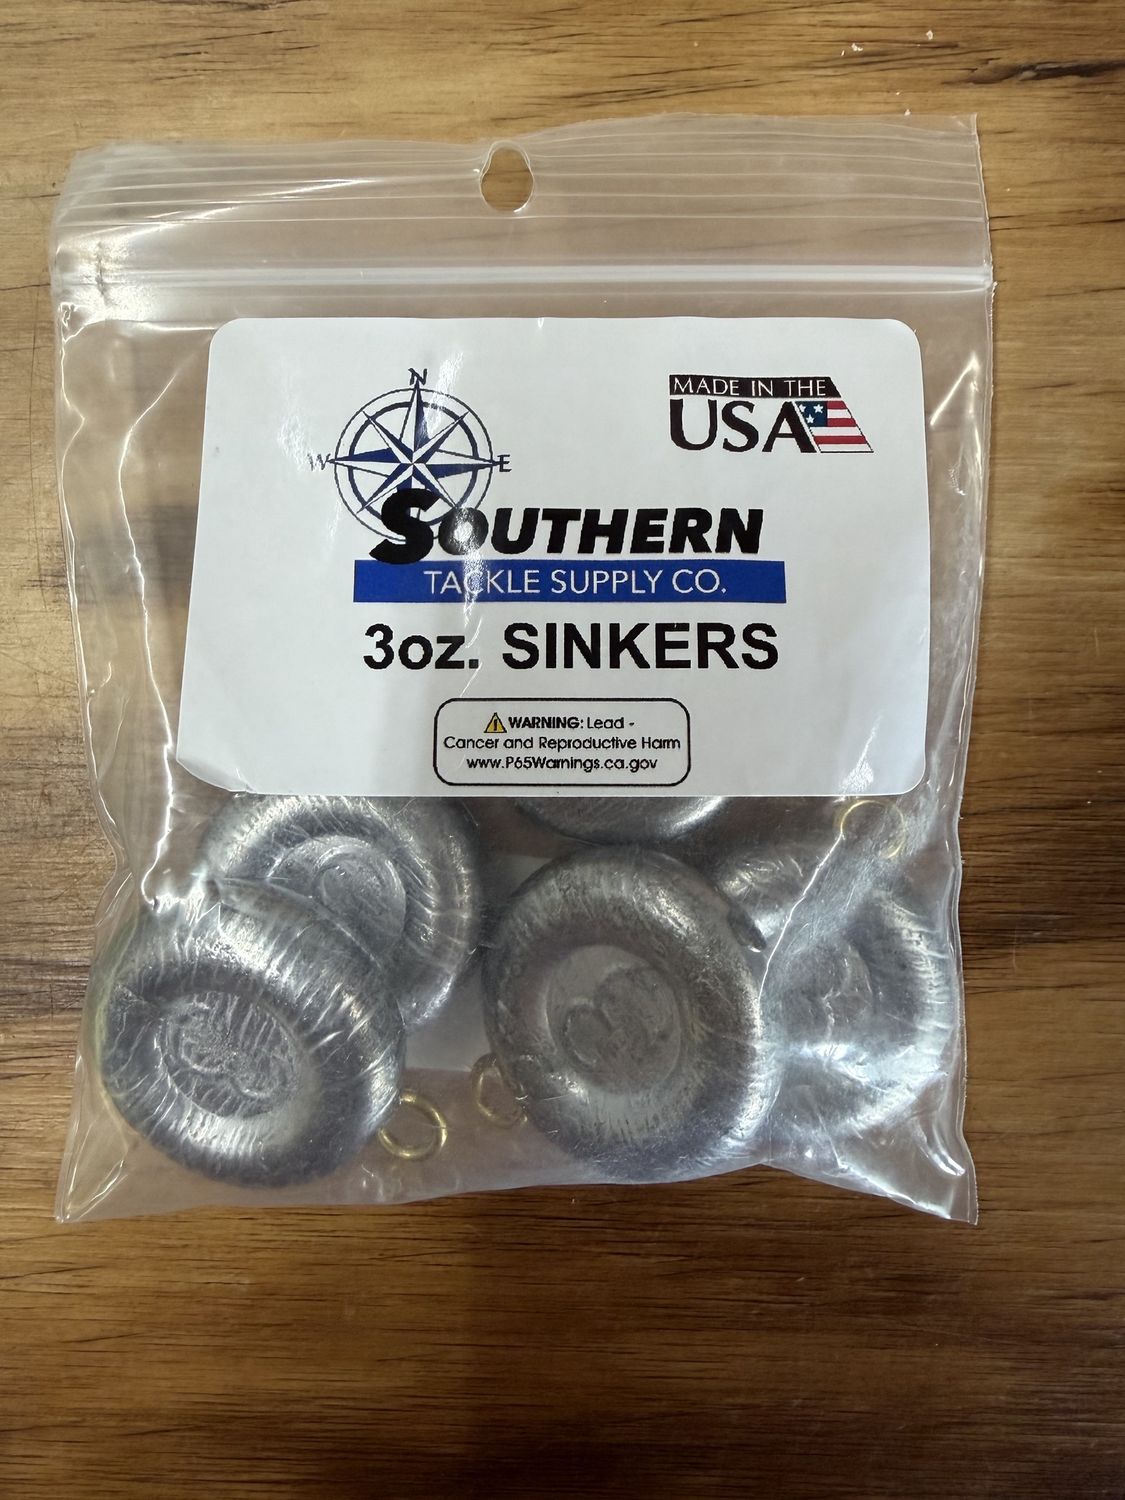 N
W E
MADE IN THE
USA
SOUTHERN
TACKLE SUPPLY CO.
3oz. SINKERS
WARNING: Lead -
Cancer and Reproductive Harm
www.P65Warnings.ca.gov
3